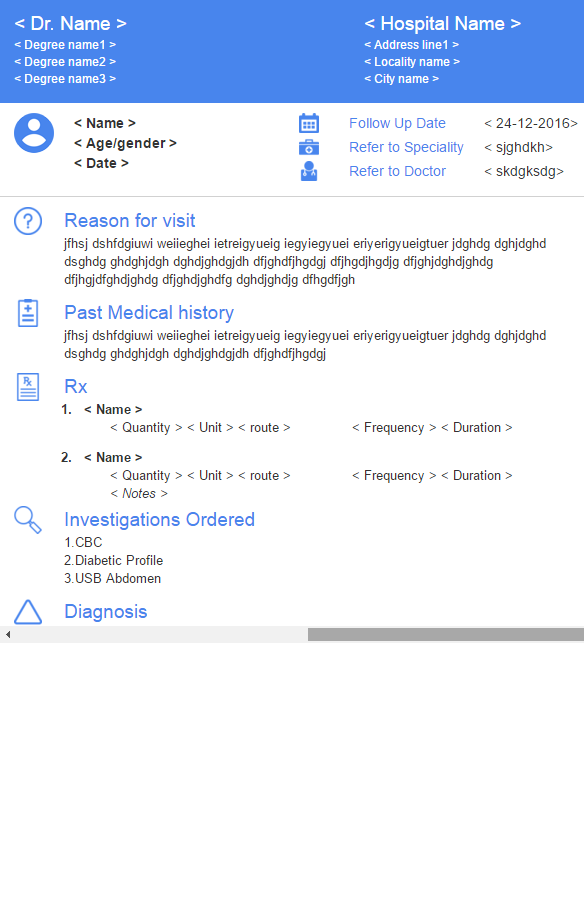 < Dr. Name >
< Degree name1 >
< Degree name2 >
< Degree name3 >
< Hospital Name >
< Address line1 >
< Locality name >
< City name >
< Name >
< Age/gender >
< Date >
Follow Up Date < 24-12-2016>
Refer to Speciality < sjghdkh>
Refer to Doctor < skdgksdg>
Reason for visit
jfhsj dshfdgiuwi weiieghei ietreigyueig iegyiegyuei eriyerigyueigtuer jdghdg dghjdghd
dsghdg ghdghjdgh dghdjghdgjdh dfjghdfjhgdgj dfjhgdjhgdjg dfjghjdghdjghdg
dfjhgjdfghdjghdg dfjghdjghdfg dghdjghdjg dfhgdfjgh
Past Medical history
jfhsj dshfdgiuwi weiieghei ietreigyueig iegyiegyuei eriyerigyueigtuer jdghdg dghjdghd
dsghdg ghdghjdgh dghdjghdgjdh dfjghdfjhgdgj
Rx
Rx
1. < Name >
< Quantity > < Unit > < route > < Frequency > < Duration >
2. < Name >
< Quantity > < Unit > < route > < Frequency > < Duration >
< Notes >
Investigations Ordered
1.CBC
2.Diabetic Profile
3.USB Abdomen
Diagnosis